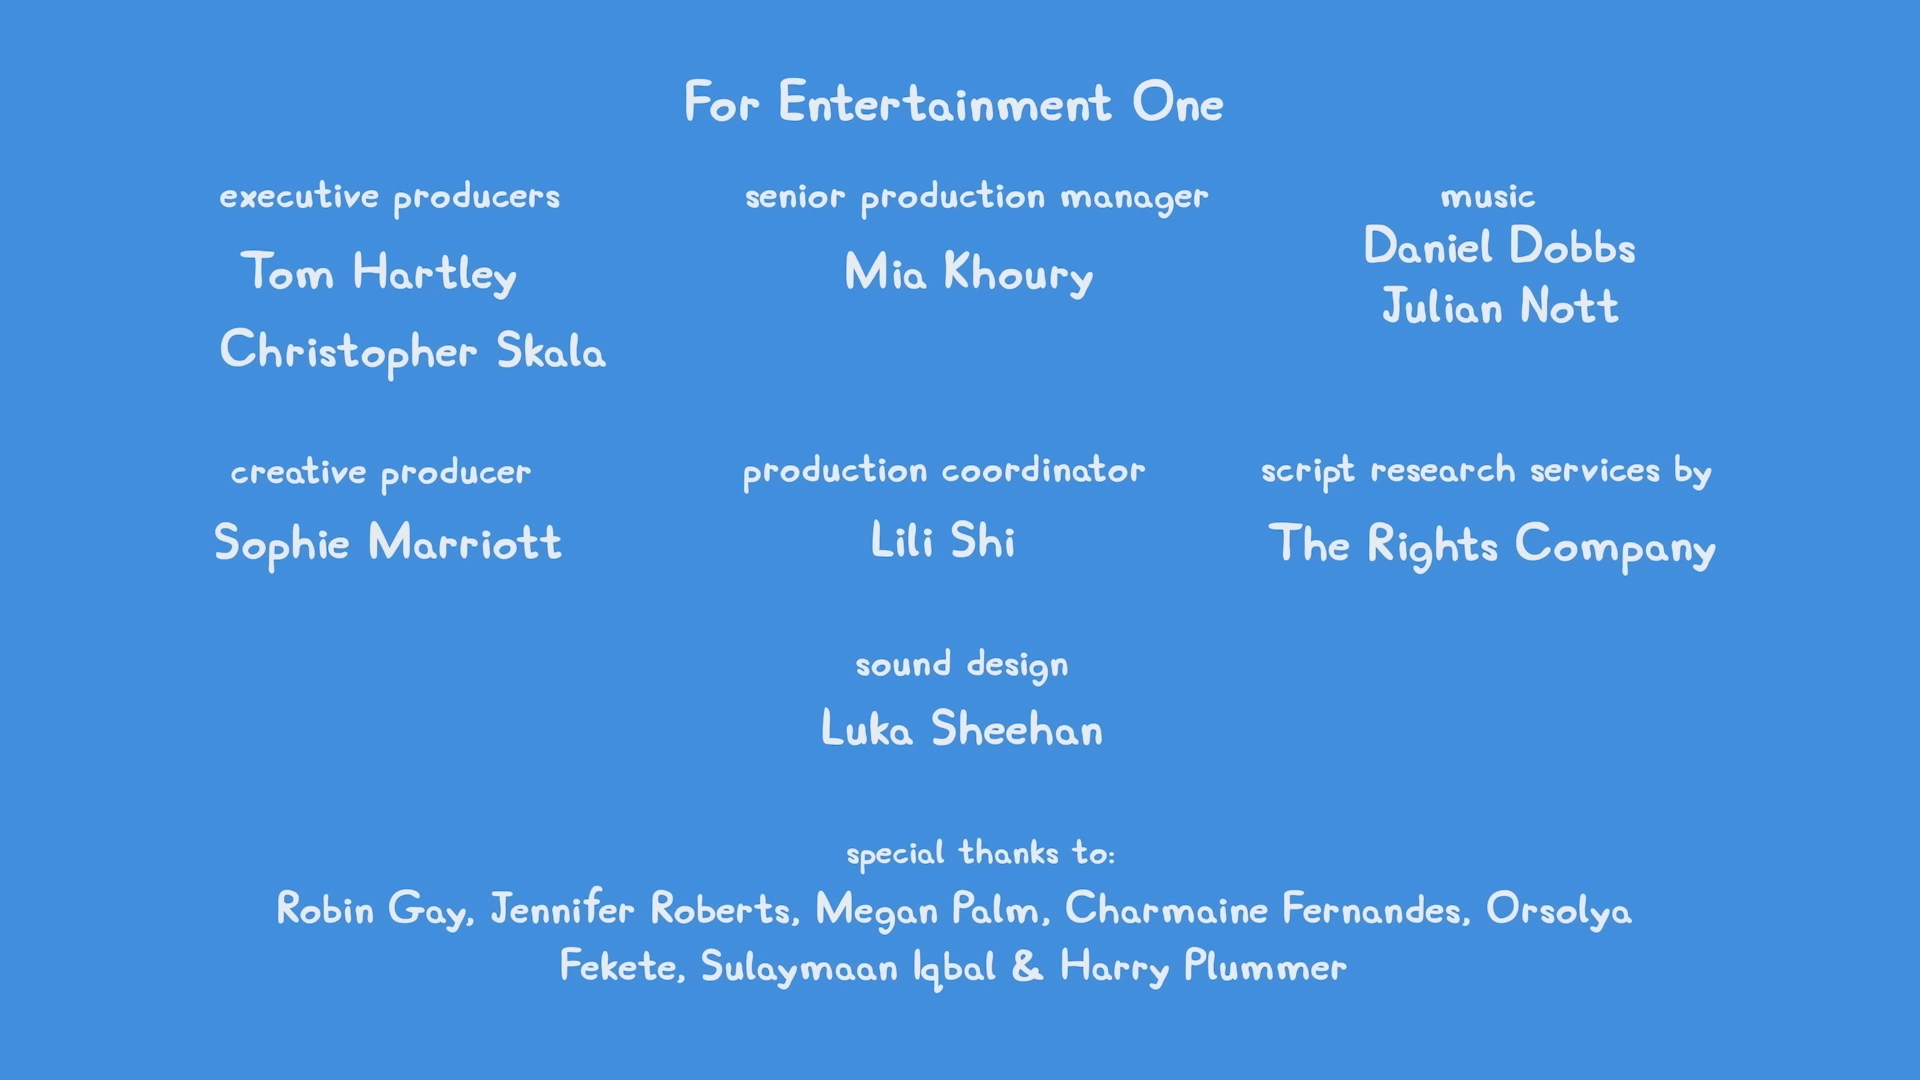 For Entertainment One
executive producers
Tom Hartley
Christopher Skala
senior production manager
Mia Khoury
music
Daniel Dobbs
Julian Nott
creative producer
Sophie Marriott
production coordinator
Lili Shi
script research services by
The Rights Company
sound design
Luka Sheehan
special thanks to:
Robin Gay, Jennifer Roberts, Megan Palm, Charmaine Fernandes, Orsolya
Fekete, Sulaymaan Iqbal & Harry Plummer